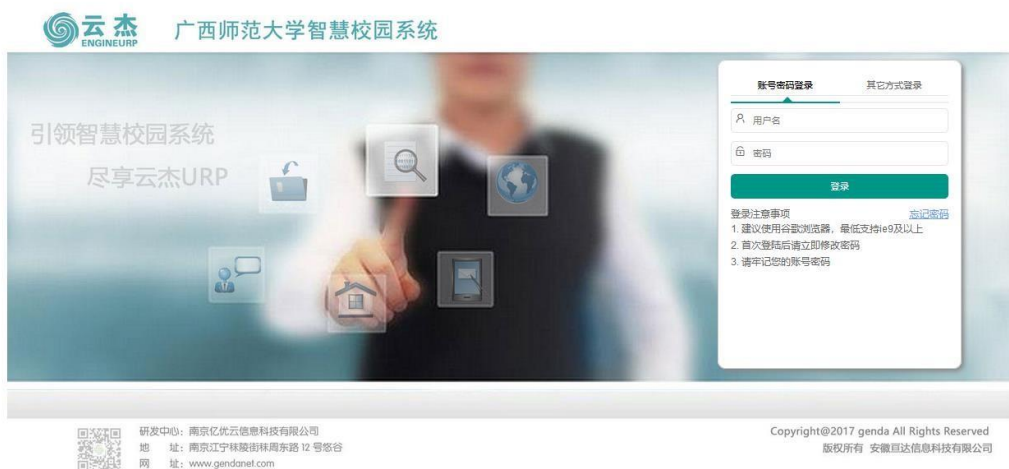 云杰
ENGINEURP
广西师范大学智慧校园系统
引领智慧校园系统
尽享云杰URP
账号密码登录 其它方式登录
用户名
密码
登录
登录注意事项 忘记密码
1. 建议使用谷歌浏览器，最低支持ie9及以上
2. 首次登陆后请立即修改密码
3. 请牢记您的账号密码
研发中心：南京亿优云信息科技有限公司
地 址：南京江宁秣陵街秣周东路 12 号悠谷
网 址：www.gendanet.com
Copyright@2017 genda All Rights Reserved
版权所有 安徽亘达信息科技有限公司